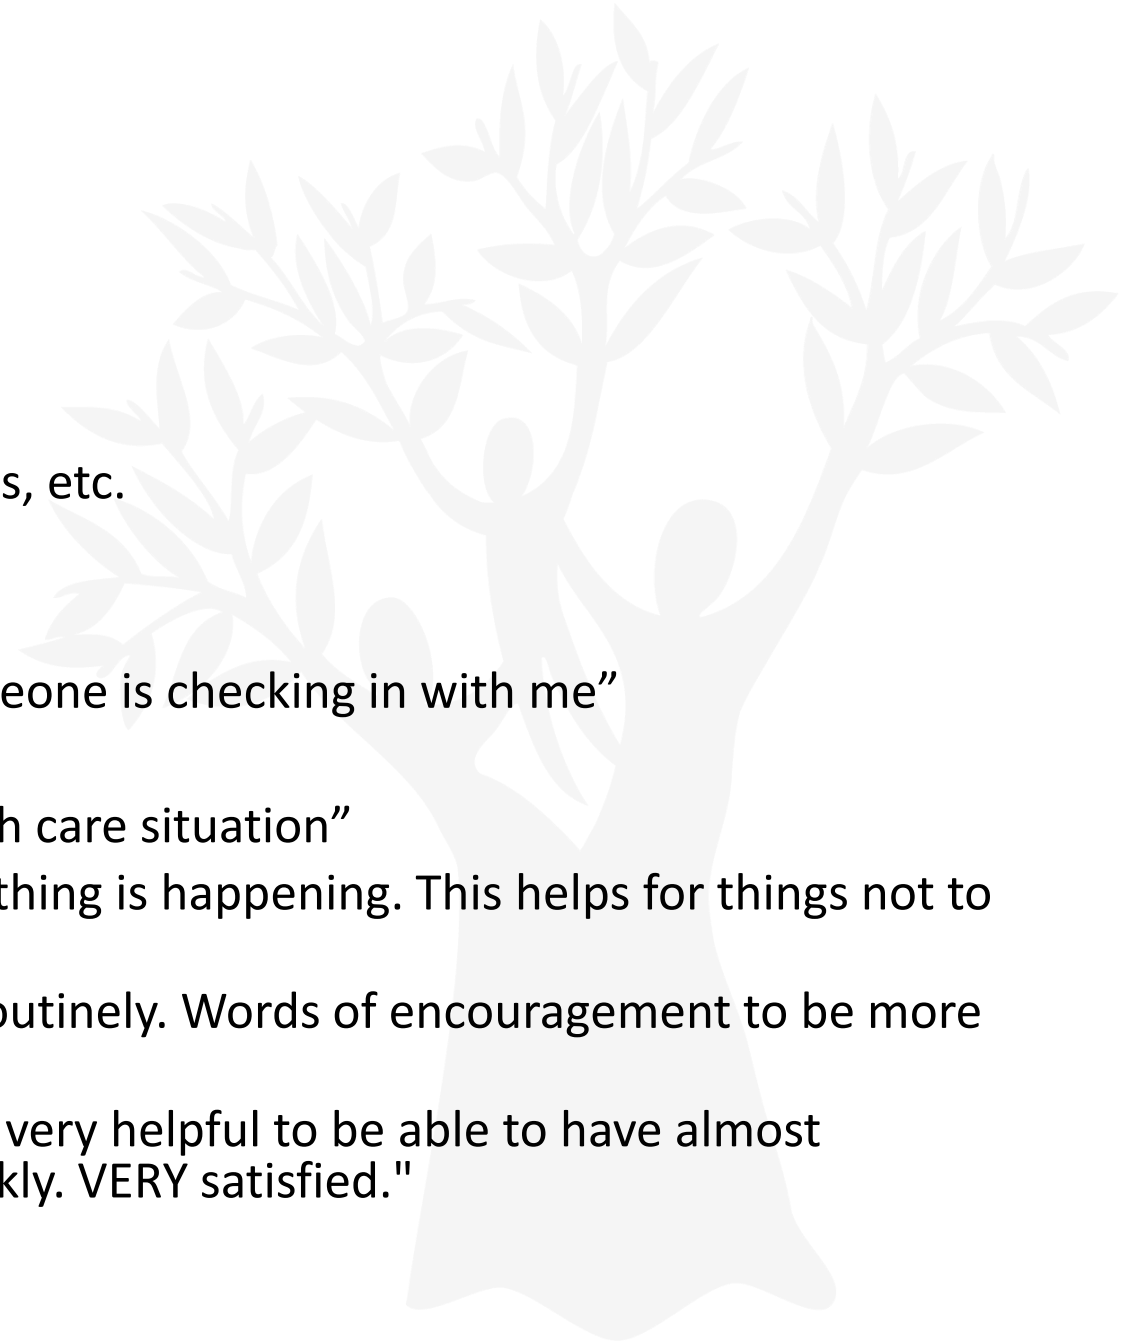 s, etc.
eone is checking in with me”
h care situation”
thing is happening. This helps for things not to
outinely. Words of encouragement to be more
very helpful to be able to have almost
kly. VERY satisfied."